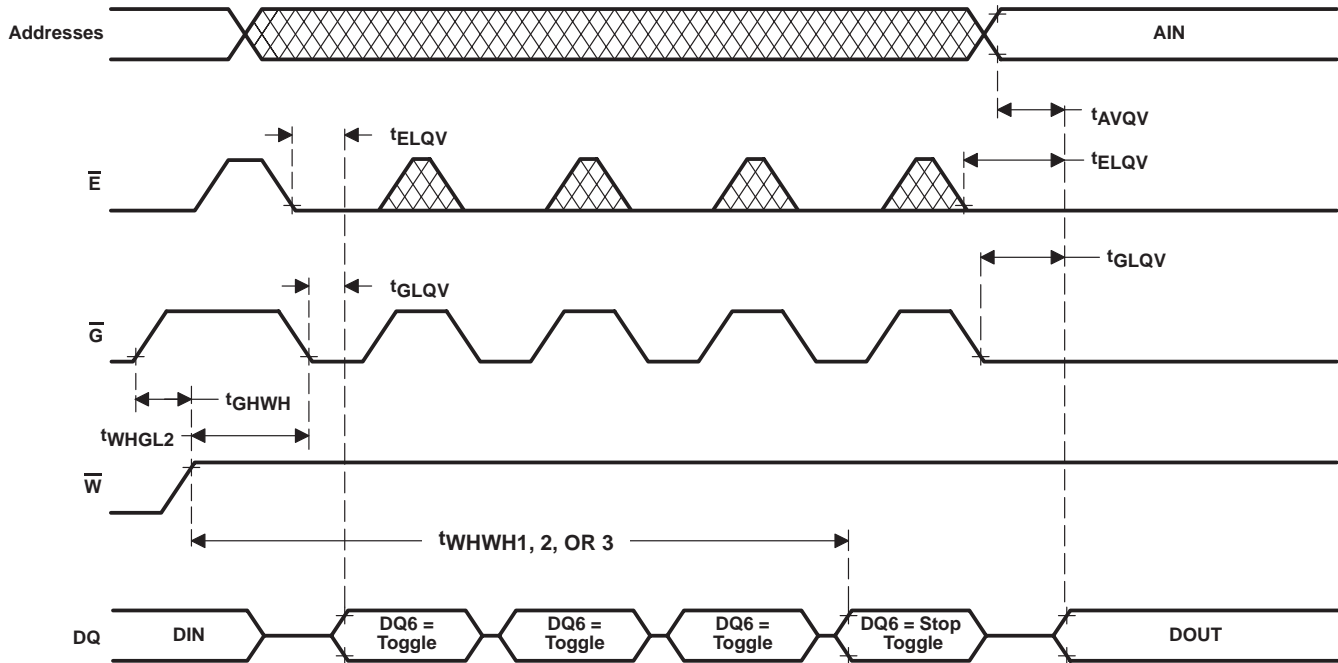 Addresses
AIN
tAVQV
tELQV
tELQV
E
tGLQV
tGLQV
G
tGHWH
tWHGL2
W
tWHWH1, 2, OR 3
DQ
DIN
DQ6 =
Toggle
DQ6 =
Toggle
DQ6 =
Toggle
DQ6 = Stop
Toggle
DOUT